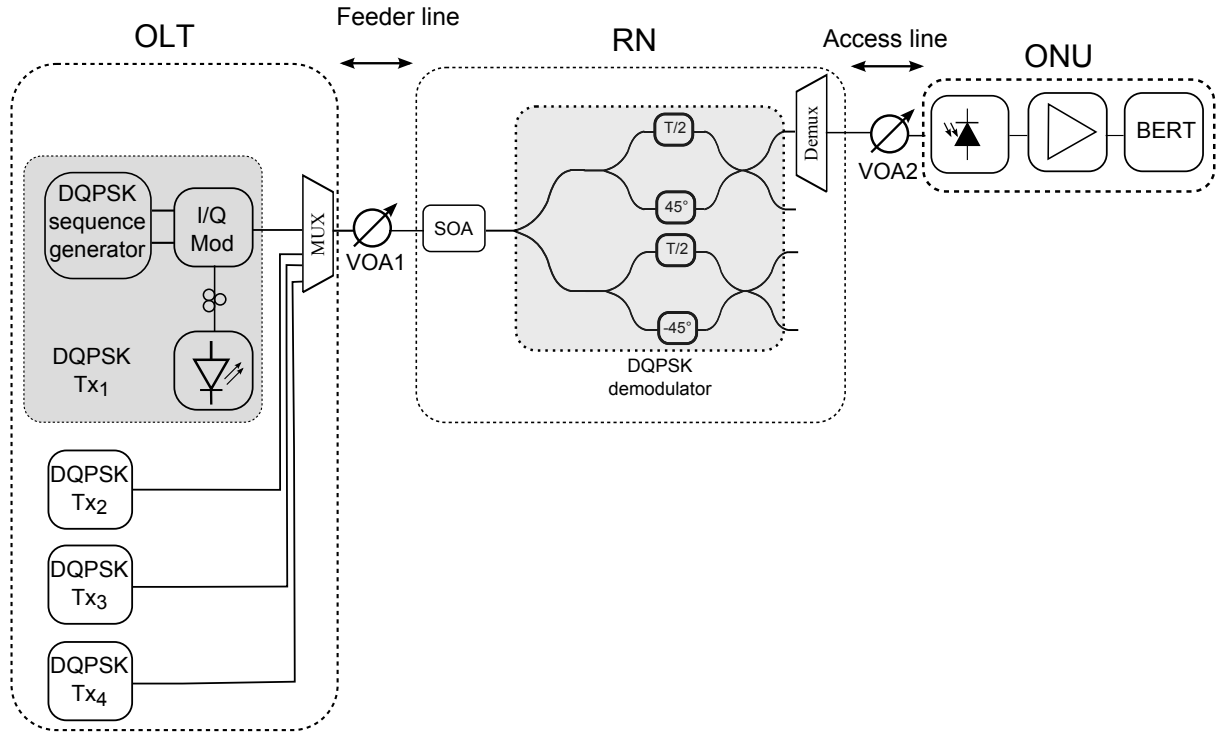 OLT
Feeder line
RN
Access line
ONU
DQPSK
sequence
generator
I/Q
Mod
MUX
VOA1
SOA
T/2
45°
T/2
-45°
Demux
VOA2
BERT
DQPSK
Tx1
DQPSK
demodulator
DQPSK
Tx2
DQPSK
Tx3
DQPSK
Tx4